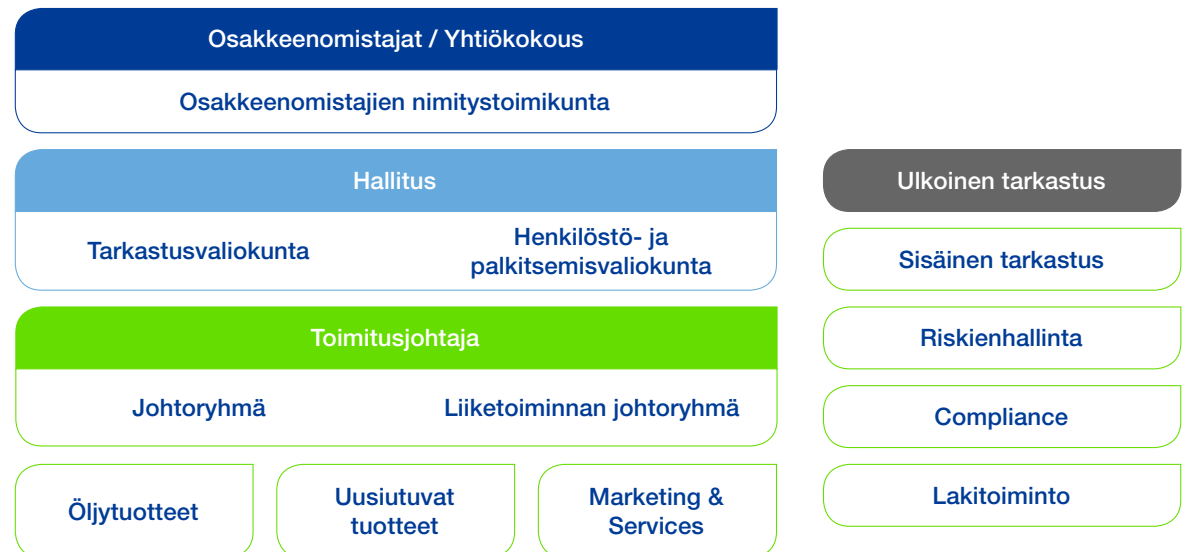 Osakkeenomistajat / Yhtiökokous
Osakkeenomistajien nimitystoimikunta
Hallitus
Tarkastusvaliokunta
Henkilöstö- ja
palkitsemisvaliokunta
Toimitusjohtaja
Johtoryhmä
Liiketoiminnan johtoryhmä
Öljytuotteet
Uusiutuvat
tuotteet
Marketing &
Services
Ulkoinen tarkastus
Sisäinen tarkastus
Riskienhallinta
Compliance
Lakitoiminto